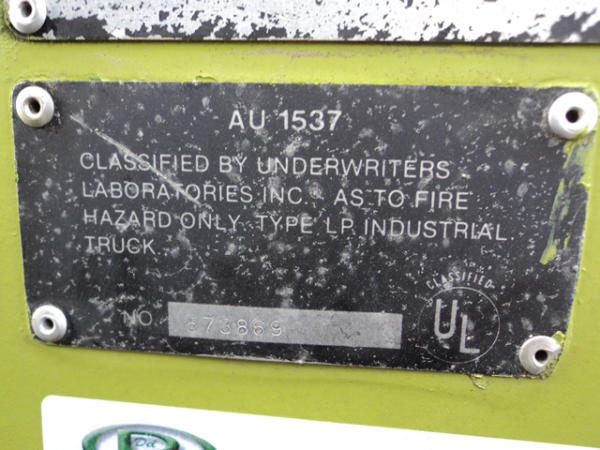 AU 1537
CLASSIFIED BY UNDERWRITERS
LABORATORIES INC. AS TO FIRE
HAZARD ONLY. TYPE LP INDUSTRIAL
TRUCK.
NO 873869
CLASSIFIED
UL